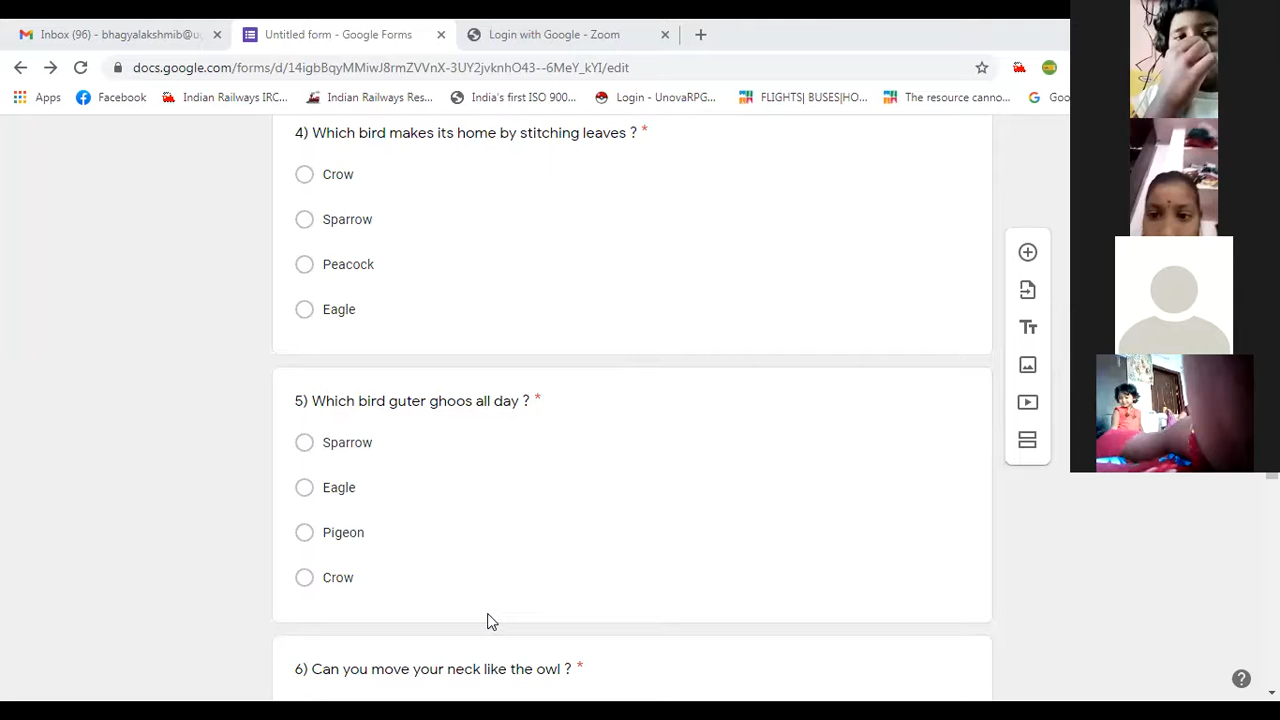 Inbox (96) - bhagyalakshmib@u
Untitled form - Google Forms
Login with Google - Zoom
docs.google.com/forms/d/14igbBqyMMiwJ8rmZVVnX-3UY2jvknhO43--6MeY_kYI/edit
Apps
Facebook
Indian Railways IRC...
Indian Railways Res...
India's first ISO 900...
Login - UnovaRPG...
FLIGHTS| BUSES|HO...
The resource canno...
Goo
4) Which bird makes its home by stitching leaves ? *
Crow
Sparrow
Peacock
Eagle
5) Which bird guter ghoos all day ? *
Sparrow
Eagle
Pigeon
Crow
6) Can you move your neck like the owl ? *